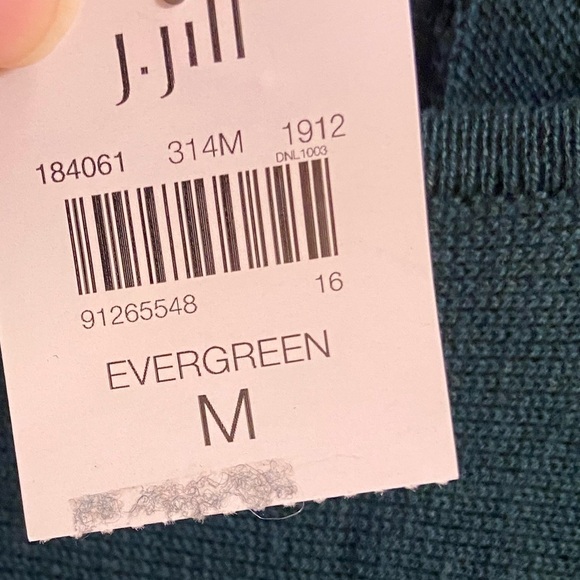 J.Jill
184061 314M 1912
DNL1003
91265548 16
EVERGREEN
M